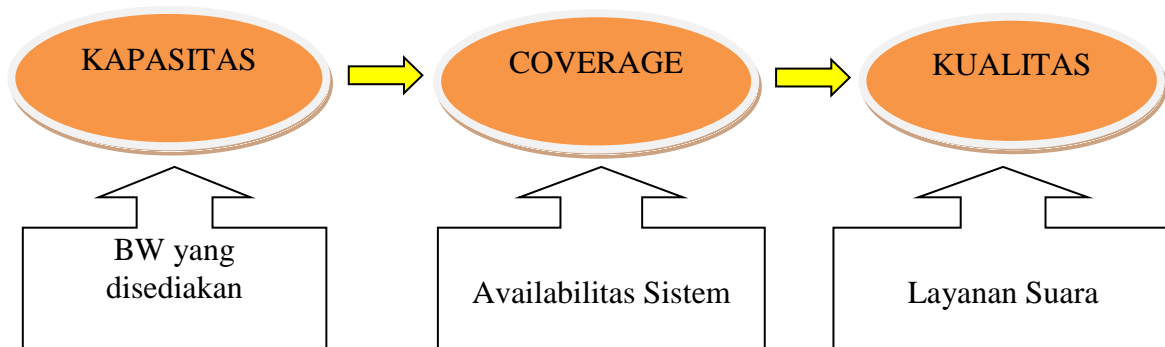 KAPASITAS
COVERAGE
KUALITAS
BW yang
disediakan
Availabilitas Sistem
Layanan Suara